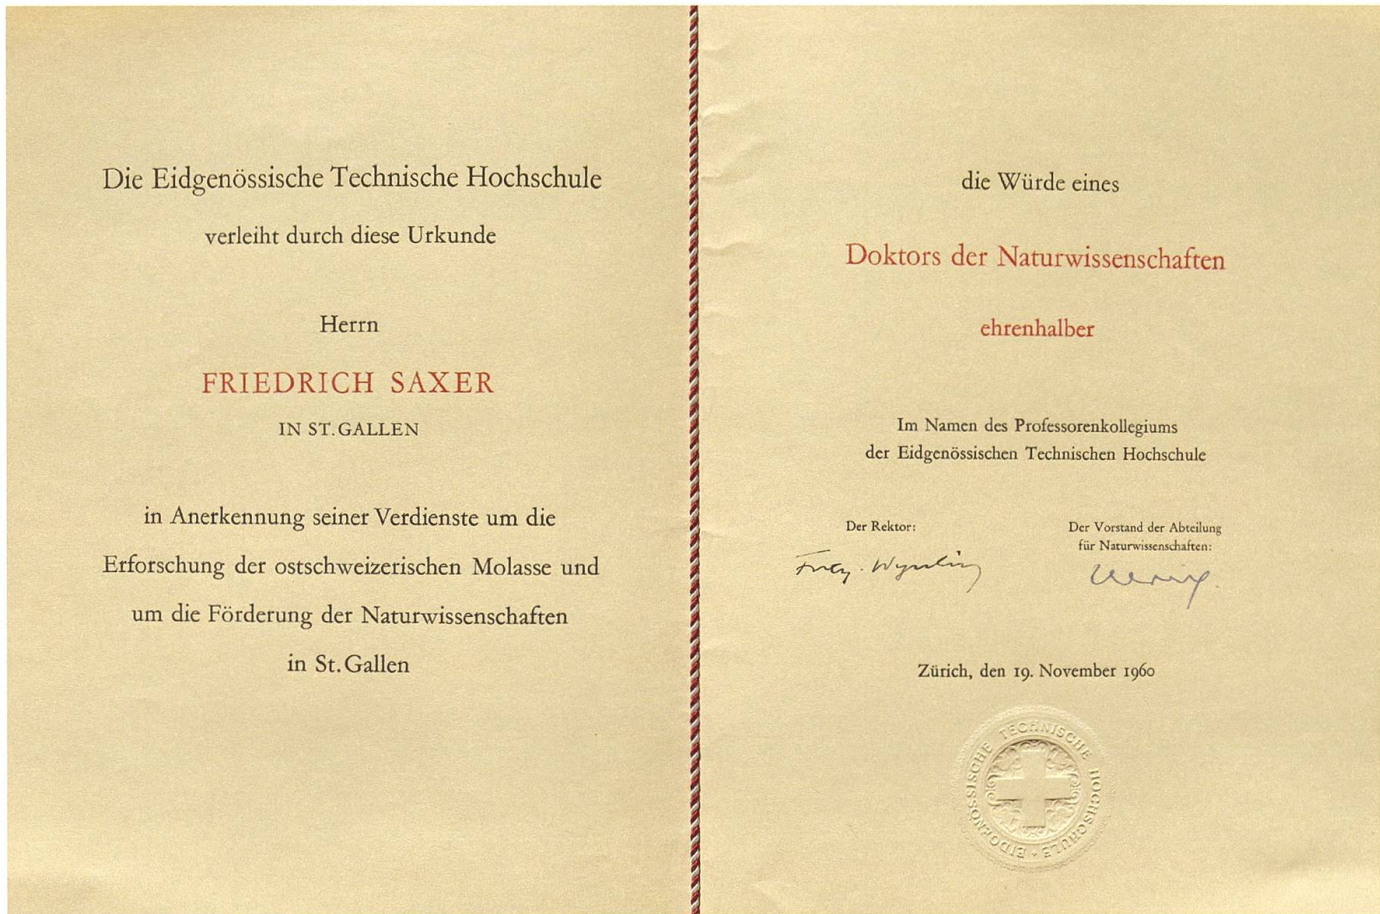 Die Eidgenössische Technische Hochschule
verleiht durch diese Urkunde
Herrn
FRIEDRICH SAXER
IN ST. GALLEN
in Anerkennung seiner Verdienste um die
Erforschung der ostschweizerischen Molasse und
um die Förderung der Naturwissenschaften
in St. Gallen
die Würde eines
Doktors der Naturwissenschaften
ehrenhalber
Im Namen des Professorenkollegiums
der Eidgenössischen Technischen Hochschule
Der Rektor:
Frey-Wyssling
Der Vorstand der Abteilung
für Naturwissenschaften:
Zürich, den 19. November 1960
EIDGENÖSSISCHE TECHNISCHE HOCHSCHULE